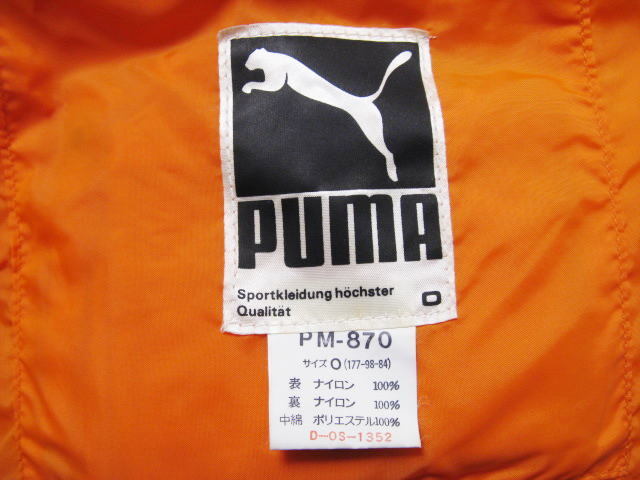 PUMA
Sportkleidung höchster O
Qualität
PM-870
サイズ O (177-98-84)
表 ナイロン 100%
裏 ナイロン 100%
中綿 ポリエステル100%
D-OS-1352